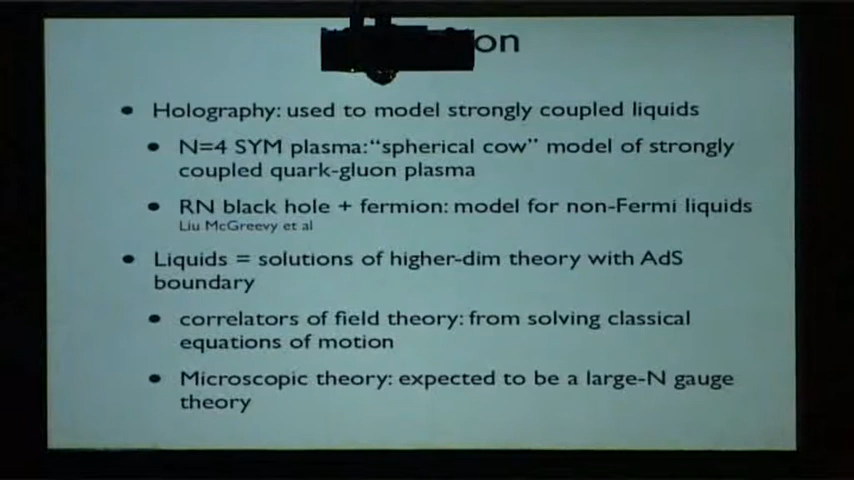 on
Holography: used to model strongly coupled liquids
N=4 SYM plasma:“spherical cow” model of strongly
coupled quark-gluon plasma
RN black hole + fermion: model for non-Fermi liquids
Liu McGreevy et al
Liquids = solutions of higher-dim theory with AdS
boundary
correlators of field theory: from solving classical
equations of motion
Microscopic theory: expected to be a large-N gauge
theory